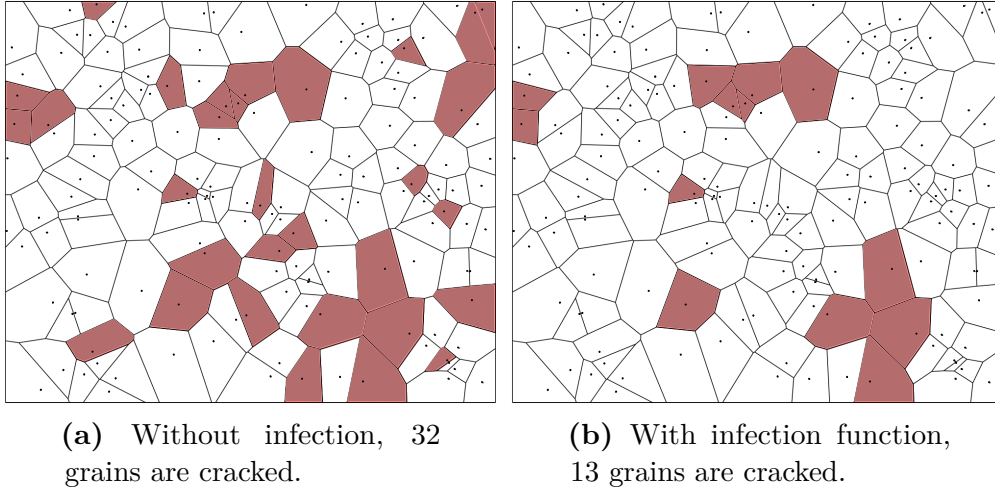 (a) Without infection, 32
grains are cracked.
(b) With infection function,
13 grains are cracked.